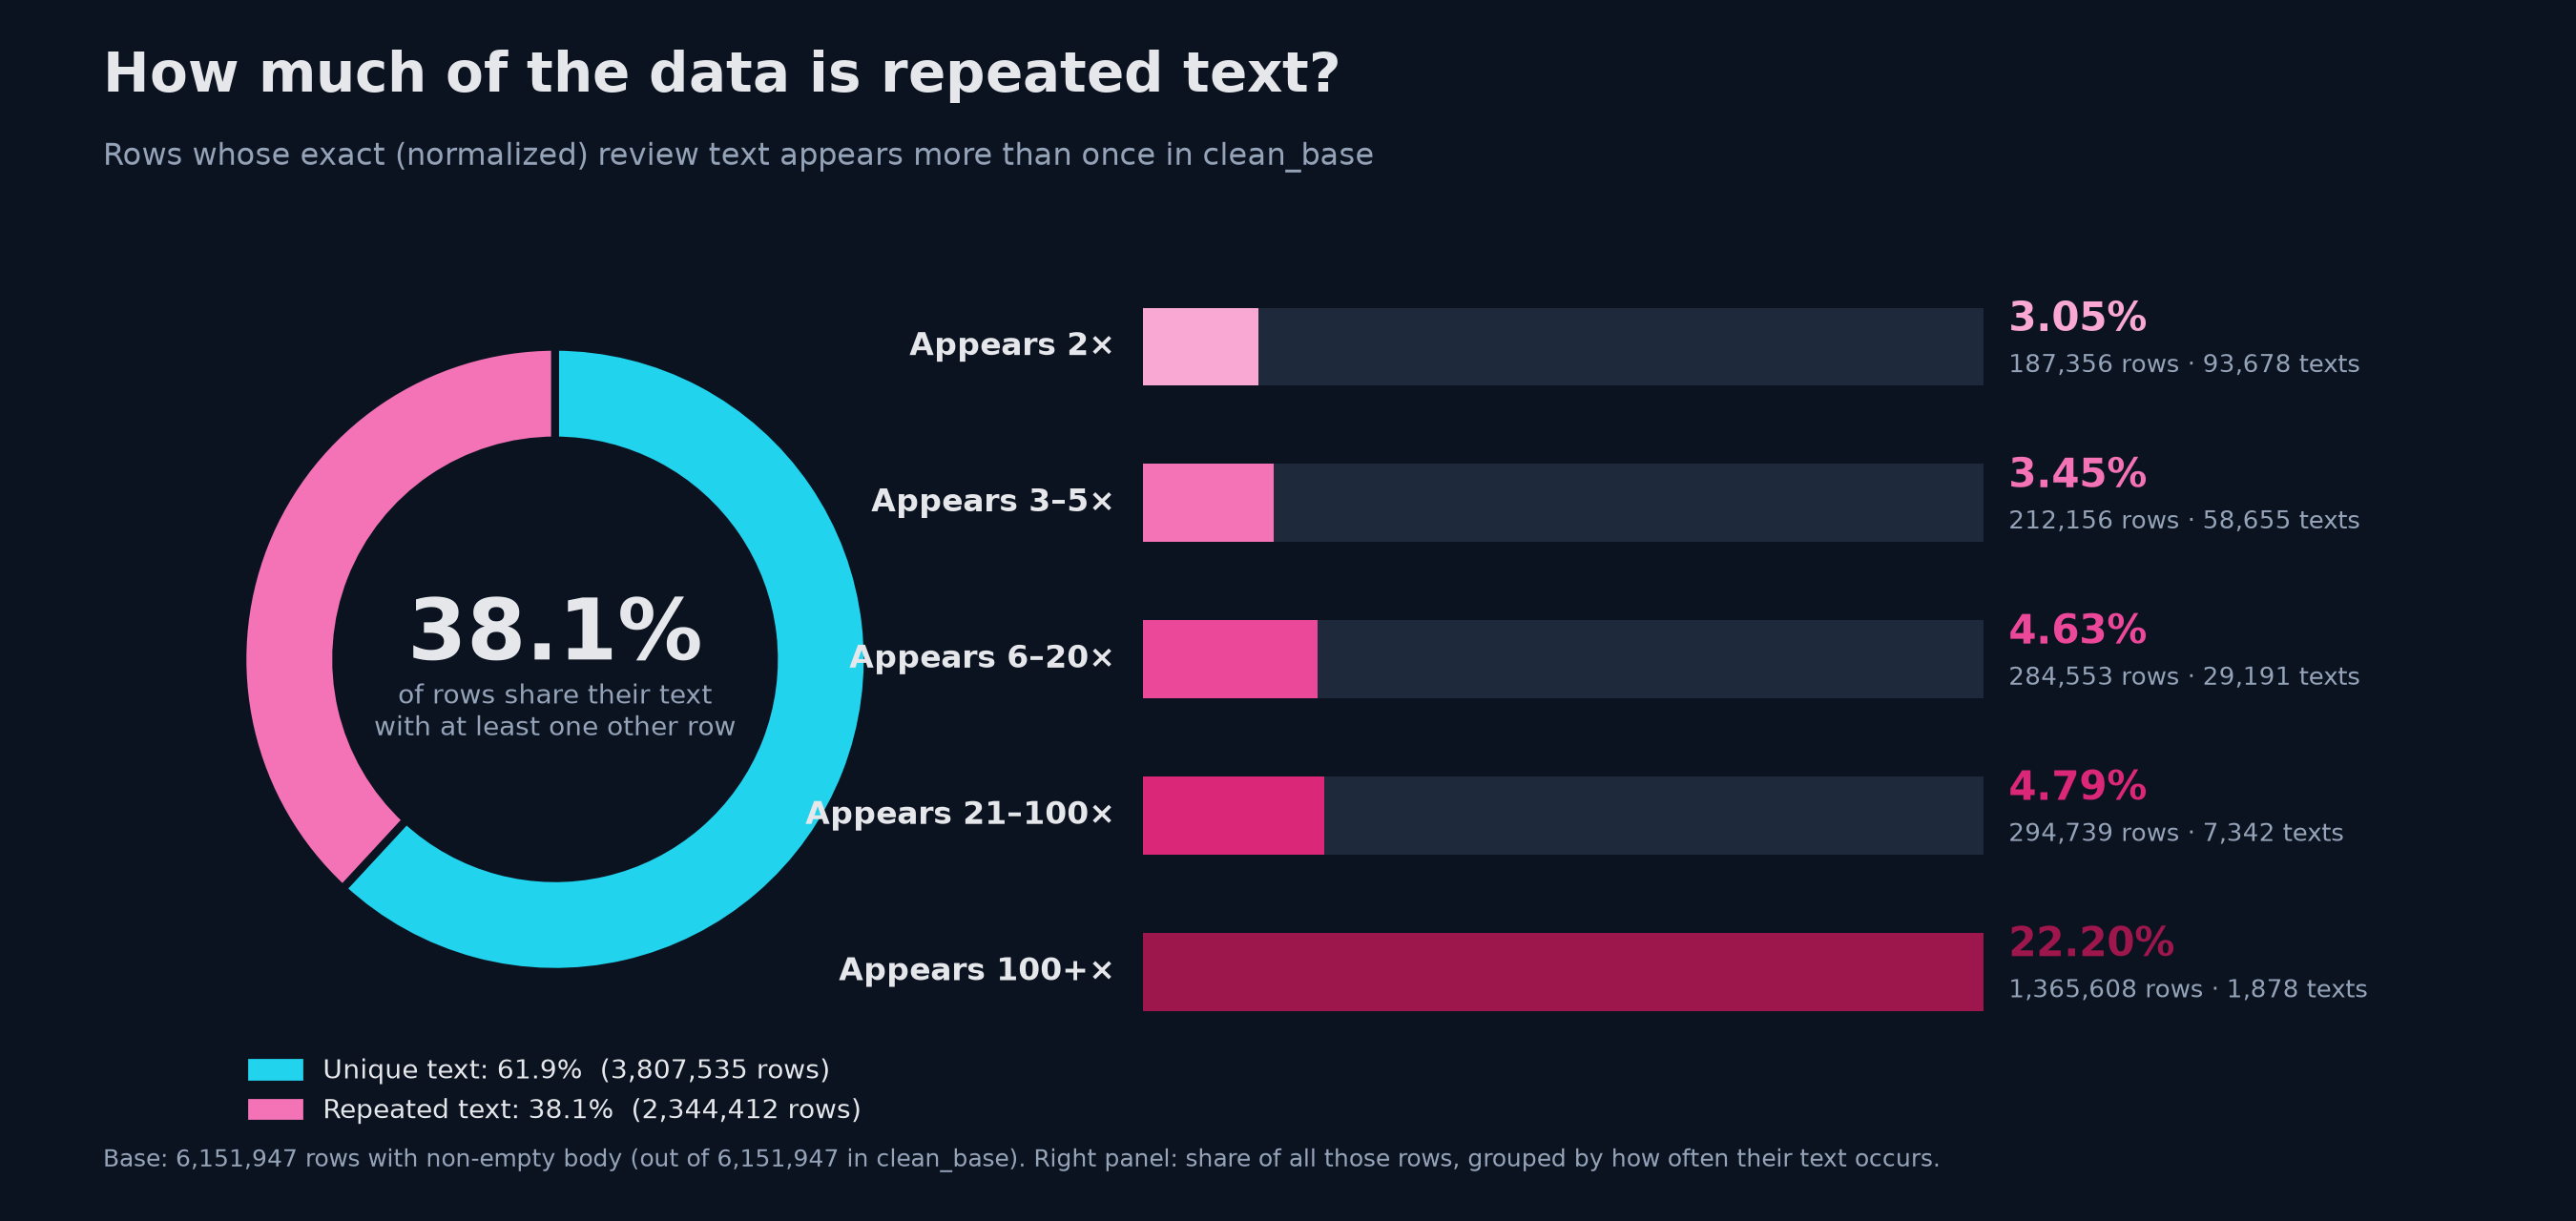 How much of the data is repeated text?
Rows whose exact (normalized) review text appears more than once in clean_base
38.1%
of rows share their text
with at least one other row
Unique text: 61.9%  (3,807,535 rows)
Repeated text: 38.1%  (2,344,412 rows)
Appears 2×
3.05%
187,356 rows · 93,678 texts
Appears 3–5×
3.45%
212,156 rows · 58,655 texts
Appears 6–20×
4.63%
284,553 rows · 29,191 texts
Appears 21–100×
4.79%
294,739 rows · 7,342 texts
Appears 100+×
22.20%
1,365,608 rows · 1,878 texts
Base: 6,151,947 rows with non-empty body (out of 6,151,947 in clean_base). Right panel: share of all those rows, grouped by how often their text occurs.